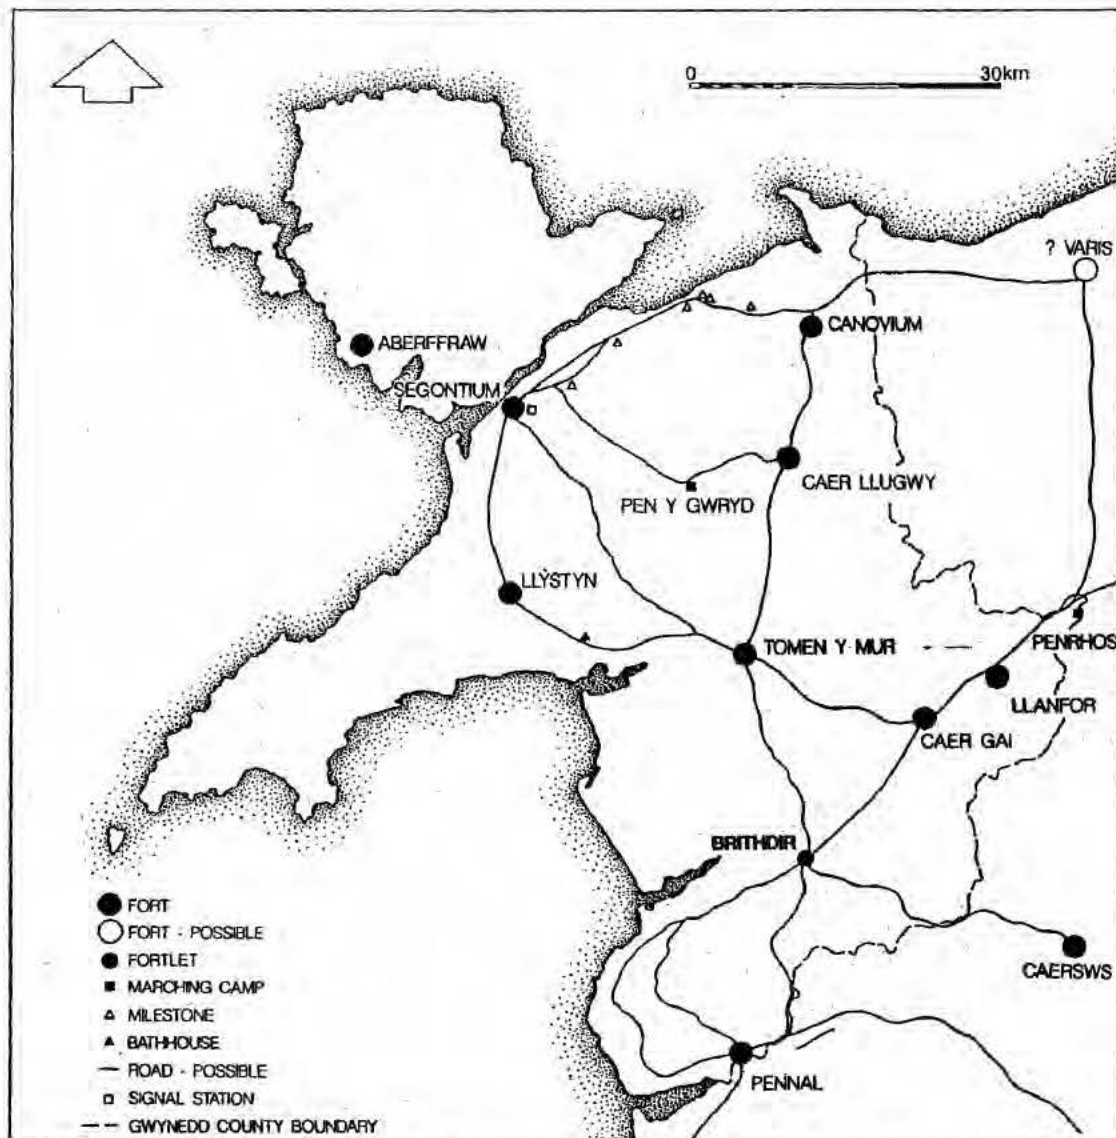 0 30km
? VARIS
CANOVIUM
ABERFFRAW
SEGONTIUM
CAER LLUGWY
PEN Y GWRYD
LLYSTYN
TOMEN Y MUR
PENRHOS
LLANFOR
CAER GAI
BRITHDIR
CAERSWS
PENNAL
FORT
FORT - POSSIBLE
FORTLET
MARCHING CAMP
MILESTONE
BATHHOUSE
ROAD - POSSIBLE
SIGNAL STATION
GWYNEDD COUNTY BOUNDARY